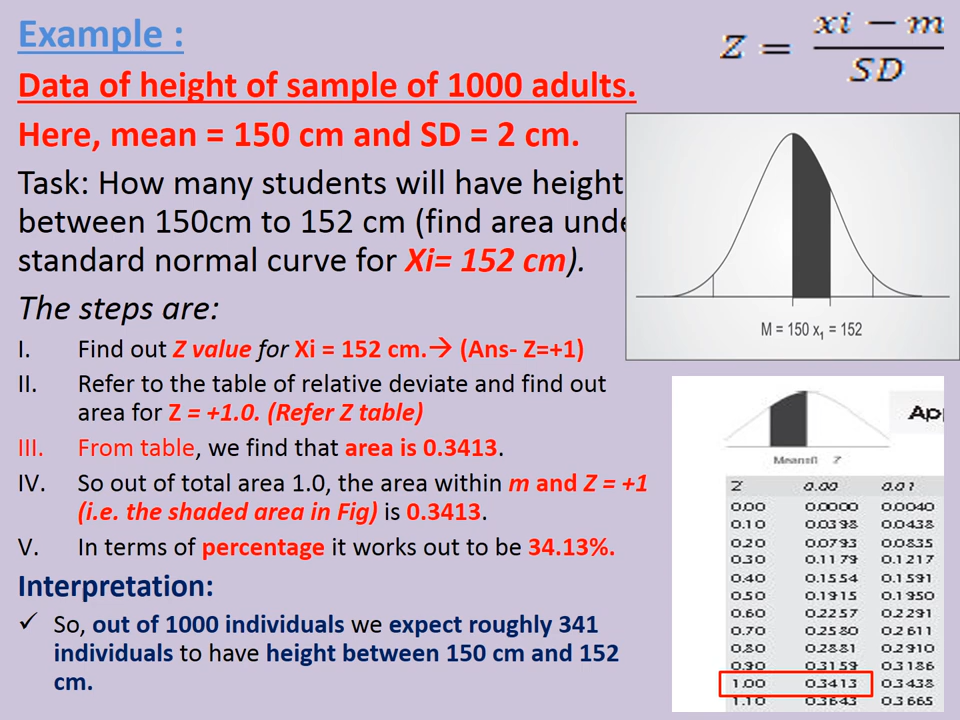 Example :
Z = xi − m / SD
Data of height of sample of 1000 adults.
Here, mean = 150 cm and SD = 2 cm.
Task: How many students will have height
between 150cm to 152 cm (find area unde
standard normal curve for Xi= 152 cm).
The steps are:
I. Find out Z value for Xi = 152 cm.→ (Ans- Z=+1)
II. Refer to the table of relative deviate and find out
area for Z = +1.0. (Refer Z table)
III. From table, we find that area is 0.3413.
IV. So out of total area 1.0, the area within m and Z = +1
(i.e. the shaded area in Fig) is 0.3413.
V. In terms of percentage it works out to be 34.13%.
Interpretation:
✓ So, out of 1000 individuals we expect roughly 341
individuals to have height between 150 cm and 152
cm.
M = 150 x₁ = 152
App
Mean=0 Z
Z 0.00 0.01
0.00 0.0000 0.0040
0.10 0.0398 0.0438
0.20 0.0793 0.0835
0.30 0.1179 0.1217
0.40 0.1554 0.1591
0.50 0.1915 0.1950
0.60 0.2257 0.2291
0.70 0.2580 0.2611
0.80 0.2881 0.2910
0.90 0.3159 0.3186
1.00 0.3413 0.3438
1.10 0.3643 0.3665